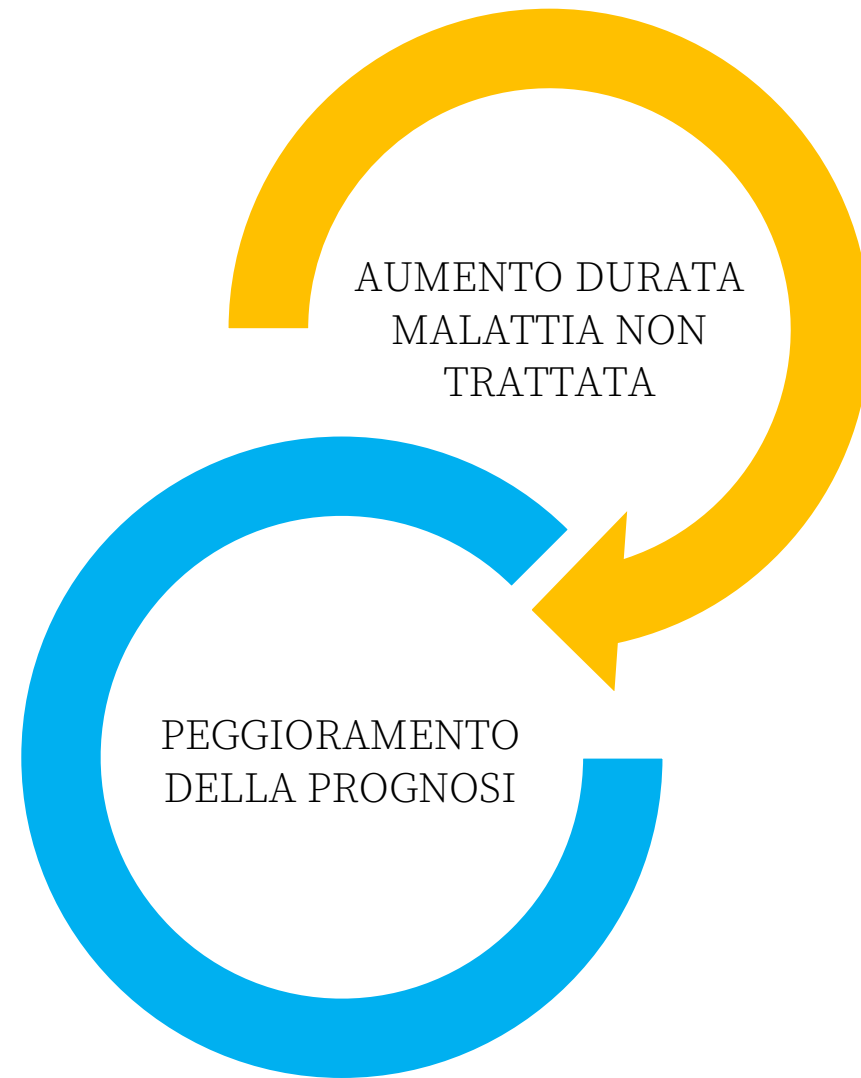 AUMENTO DURATA
MALATTIA NON
TRATTATA
PEGGIORAMENTO
DELLA PROGNOSI